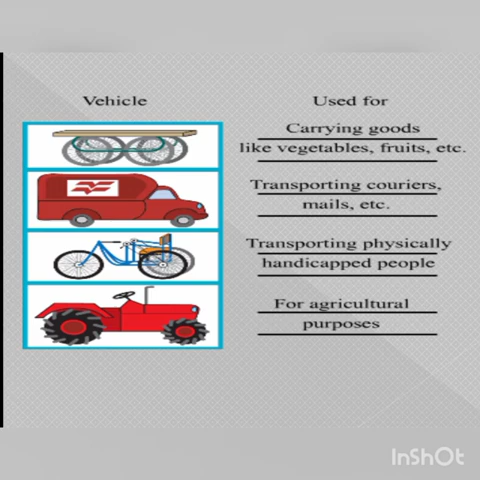 Vehicle
Used for
Carrying goods
like vegetables, fruits, etc.
Transporting couriers,
mails, etc.
Transporting physically
handicapped people
For agricultural
purposes
InShOt